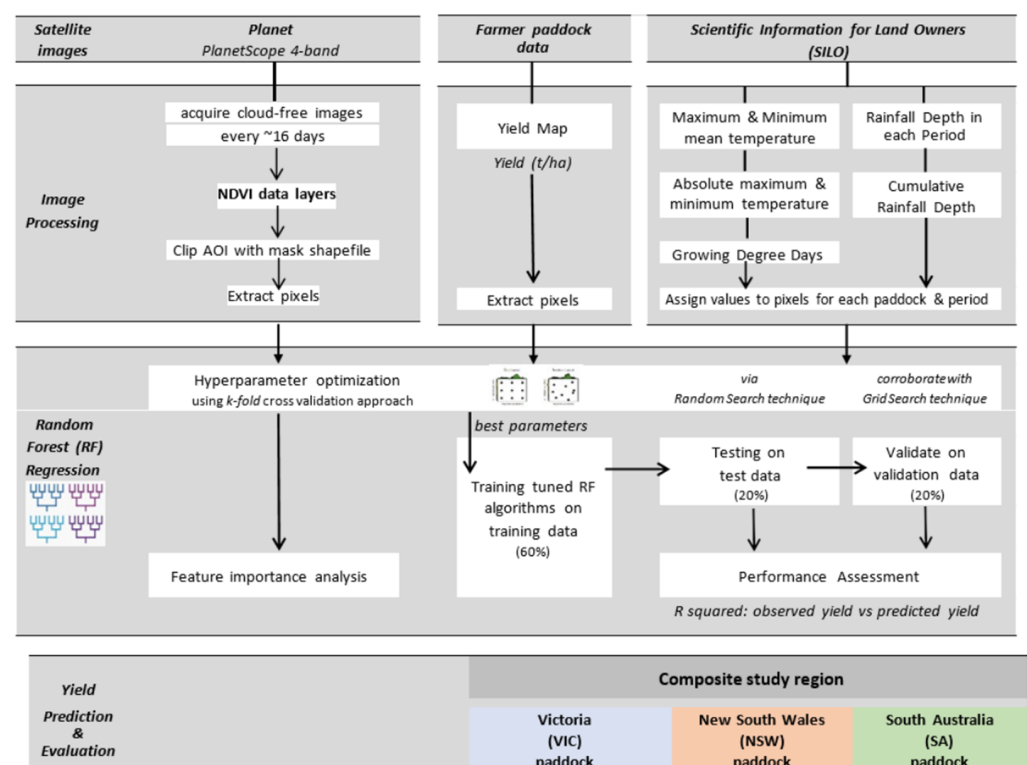 Satellite
images
Planet
PlanetScope 4-band
Farmer paddock
data
Scientific Information for Land Owners
(SILO)
Image
Processing
acquire cloud-free images
every ~16 days
NDVI data layers
Clip AOI with mask shapefile
Extract pixels
Yield Map
Yield (t/ha)
Extract pixels
Maximum & Minimum
mean temperature
Absolute maximum &
minimum temperature
Growing Degree Days
Rainfall Depth in
each Period
Cumulative
Rainfall Depth
Assign values to pixels for each paddock & period
Random
Forest (RF)
Regression
Hyperparameter optimization
using k-fold cross validation approach
via
Random Search technique
corroborate with
Grid Search technique
best parameters
Training tuned RF
algorithms on
training data
(60%)
Testing on
test data
(20%)
Validate on
validation data
(20%)
Feature importance analysis
Performance Assessment
R squared: observed yield vs predicted yield
Yield
Prediction
&
Evaluation
Composite study region
Victoria
(VIC)
paddock
New South Wales
(NSW)
paddock
South Australia
(SA)
paddock